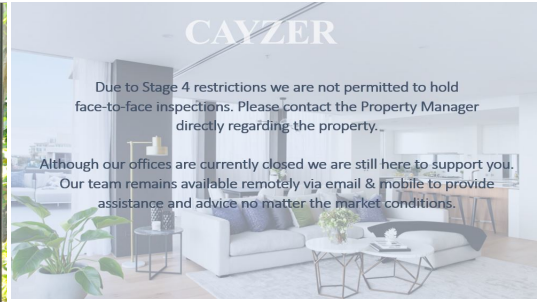 CAYZER
Due to Stage 4 restrictions we are not permitted to hold
face-to-face inspections. Please contact the Property Manager
directly regarding the property.
Although our offices are currently closed we are still here to support you.
Our team remains available remotely via email & mobile to provide
assistance and advice no matter the market conditions.